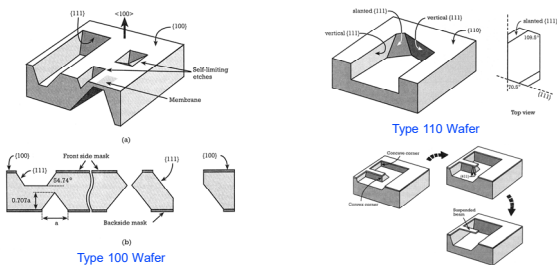 (111)
<100>
(100)
Self-limiting
etches
Membrane
(a)
(100)
Front side mask
(111)
(100)
(111)
54.74°
0.707a
Backside mask
a
(b)
Type 100 Wafer
slanted (111)
vertical (111)
vertical (111)
(110)
slanted (111)
109.5°
70.5°
(111)
Top view
Type 110 Wafer
Concave corner
Convex corner
Suspended
beam